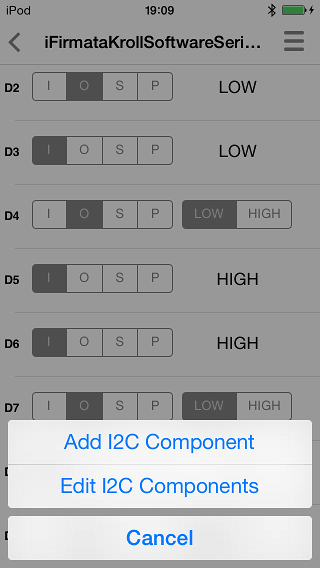 iPod 19:09
iFirmataKrollSoftwareSeri...
D2 I O S P LOW
D3 I O S P LOW
D4 I O S P LOW HIGH
D5 I O S P HIGH
D6 I O S P HIGH
D7 I O S P LOW HIGH
Add I2C Component
Edit I2C Components
Cancel